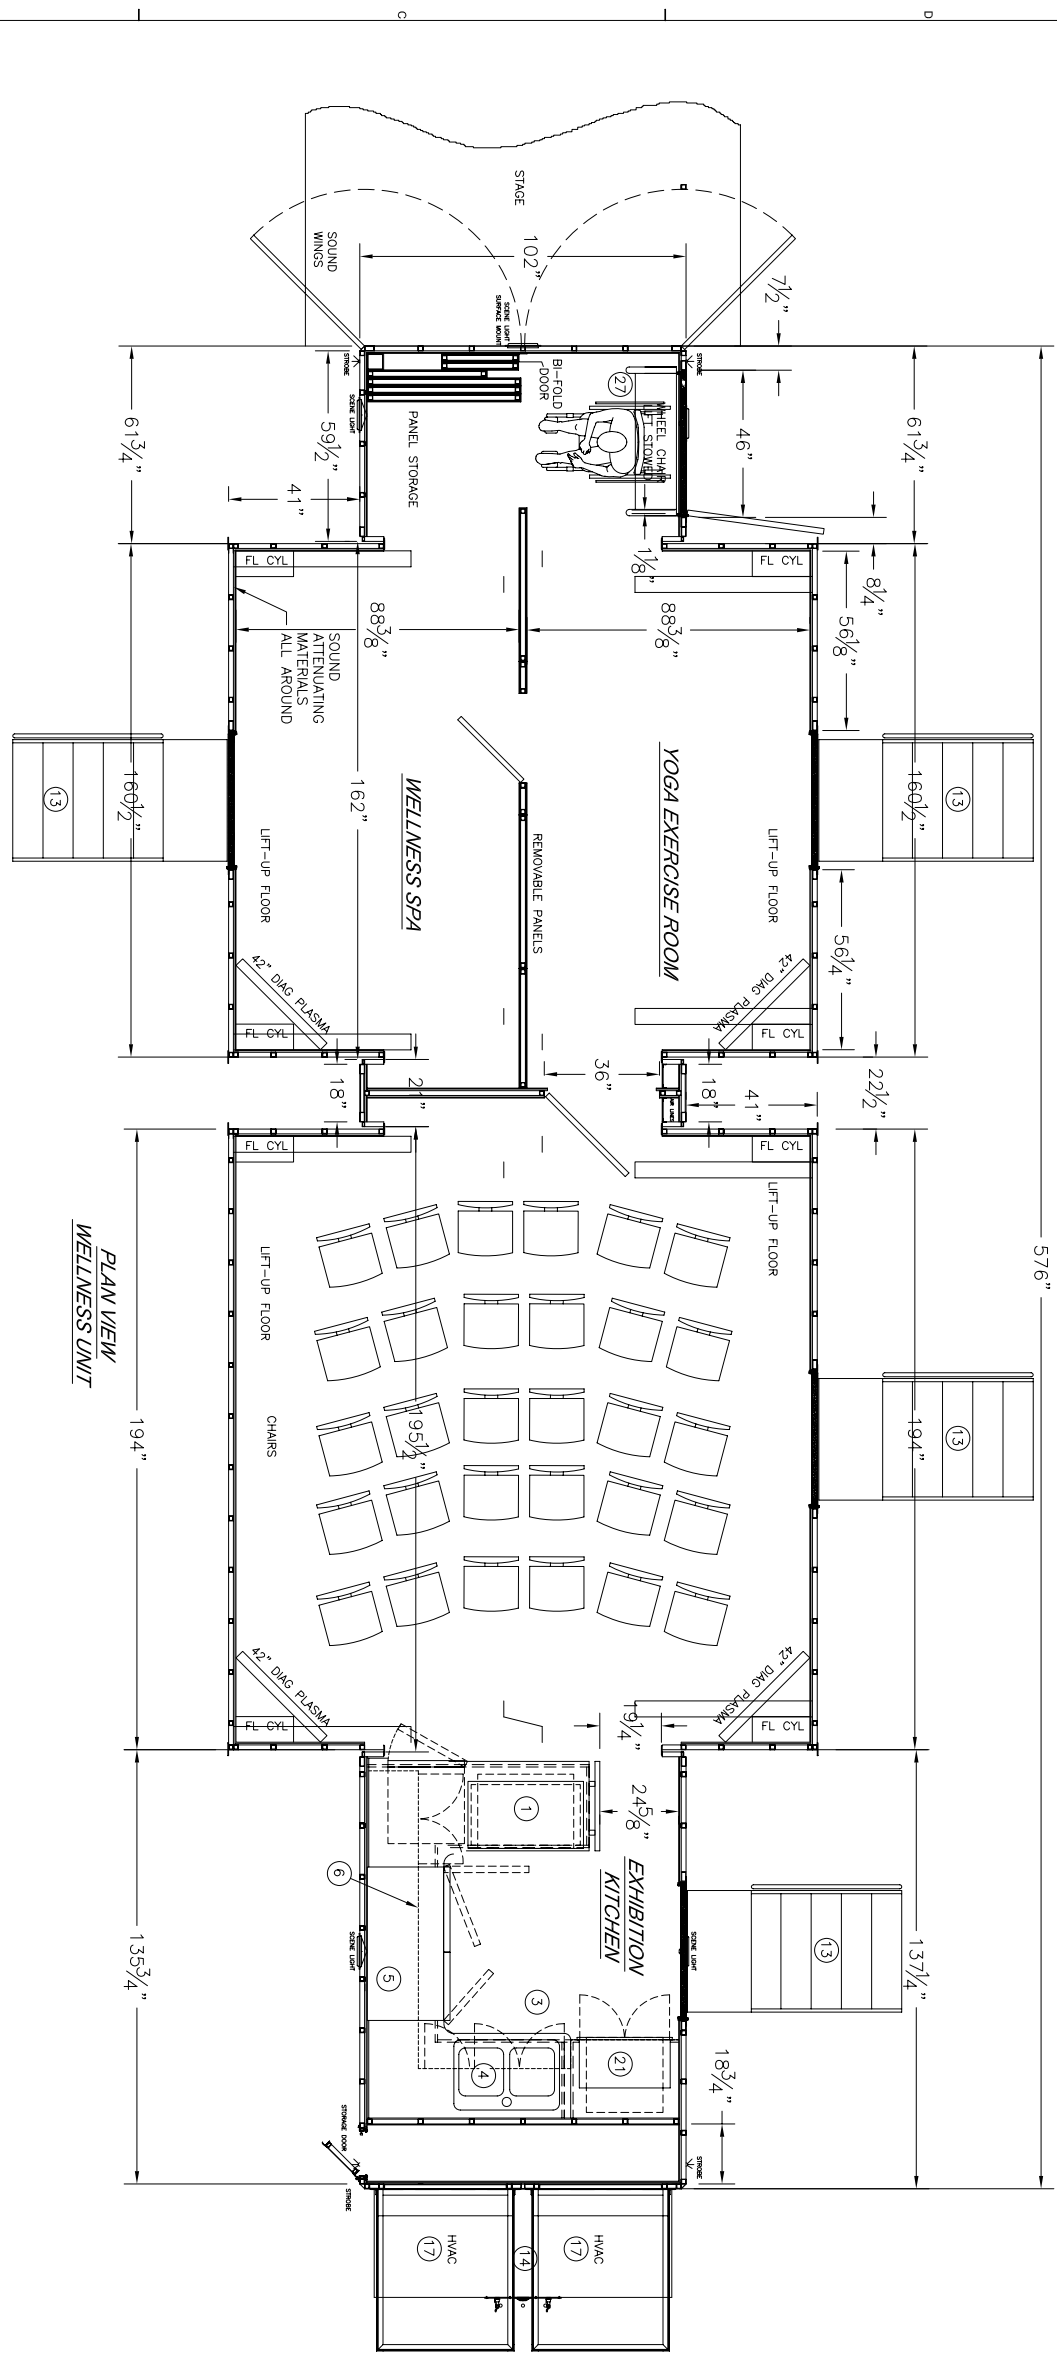 C
D
STAGE
SOUND
WINGS
102"
7½"
SCENE LIGHT
SURFACE MOUNT
STROBE
STROBE
SCENE LIGHT
BI-FOLD
DOOR
27
WHEEL CHAIR
LIFT STOWED
PANEL STORAGE
61¾"
59½"
41"
46"
61¾"
1⅛"
8¼"
FL CYL
FL CYL
88⅜"
88⅜"
56⅛"
SOUND
ATTENUATING
MATERIALS
ALL AROUND
13
160½"
162"
WELLNESS SPA
YOGA EXERCISE ROOM
REMOVABLE PANELS
LIFT-UP FLOOR
LIFT-UP FLOOR
160½"
13
56¼"
42" DIAG PLASMA
42" DIAG PLASMA
FL CYL
FL CYL
18"
21"
36"
18"
41"
22½"
FL CYL
FL CYL
LIFT-UP FLOOR
LIFT-UP FLOOR
576"
PLAN VIEW
WELLNESS UNIT
CHAIRS
194"
195½"
194"
13
42" DIAG PLASMA
42" DIAG PLASMA
FL CYL
FL CYL
9¼"
24⅝"
1
EXHIBITION
KITCHEN
6
5
3
4
21
SCENE LIGHT
SCENE LIGHT
13
135¾"
137¼"
18¾"
STORAGE DOOR
STROBE
STROBE
HVAC
17
14
HVAC
17